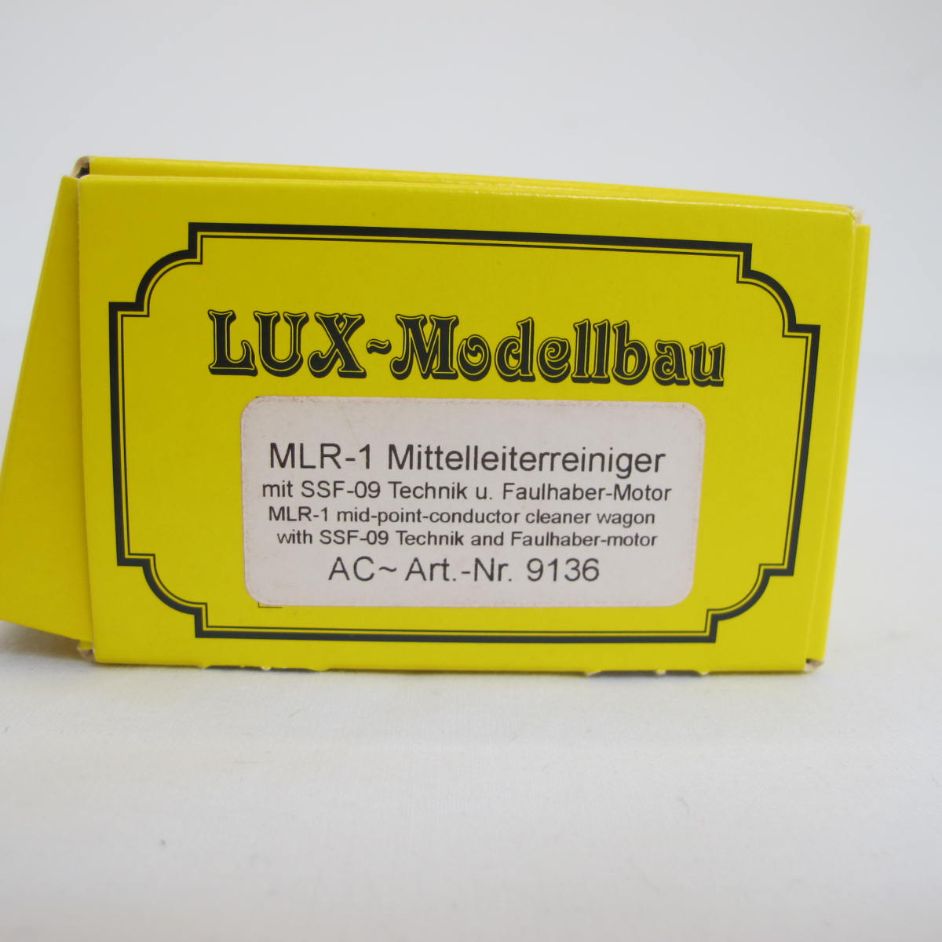 LUX~Modellbau
MLR-1 Mittelleiterreiniger
mit SSF-09 Technik u. Faulhaber-Motor
MLR-1 mid-point-conductor cleaner wagon
with SSF-09 Technik and Faulhaber-motor
AC~ Art.-Nr. 9136